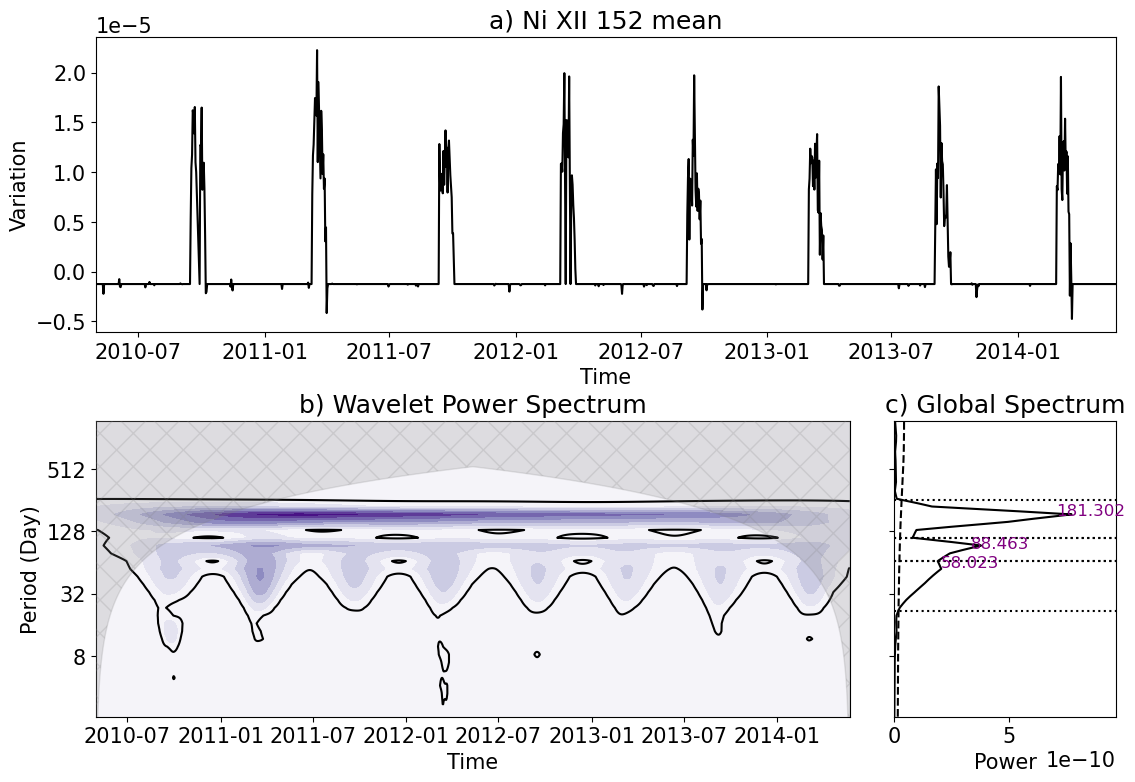 a) Ni XII 152 mean
1e−5
2.0
1.5
1.0
0.5
0.0
−0.5
Variation
2010-07 2011-01 2011-07 2012-01 2012-07 2013-01 2013-07 2014-01
Time
b) Wavelet Power Spectrum
512
128
32
8
Period (Day)
2010-07 2011-01 2011-07 2012-01 2012-07 2013-01 2013-07 2014-01
Time
c) Global Spectrum
181.302
88.463
58.023
0 5
Power 1e−10